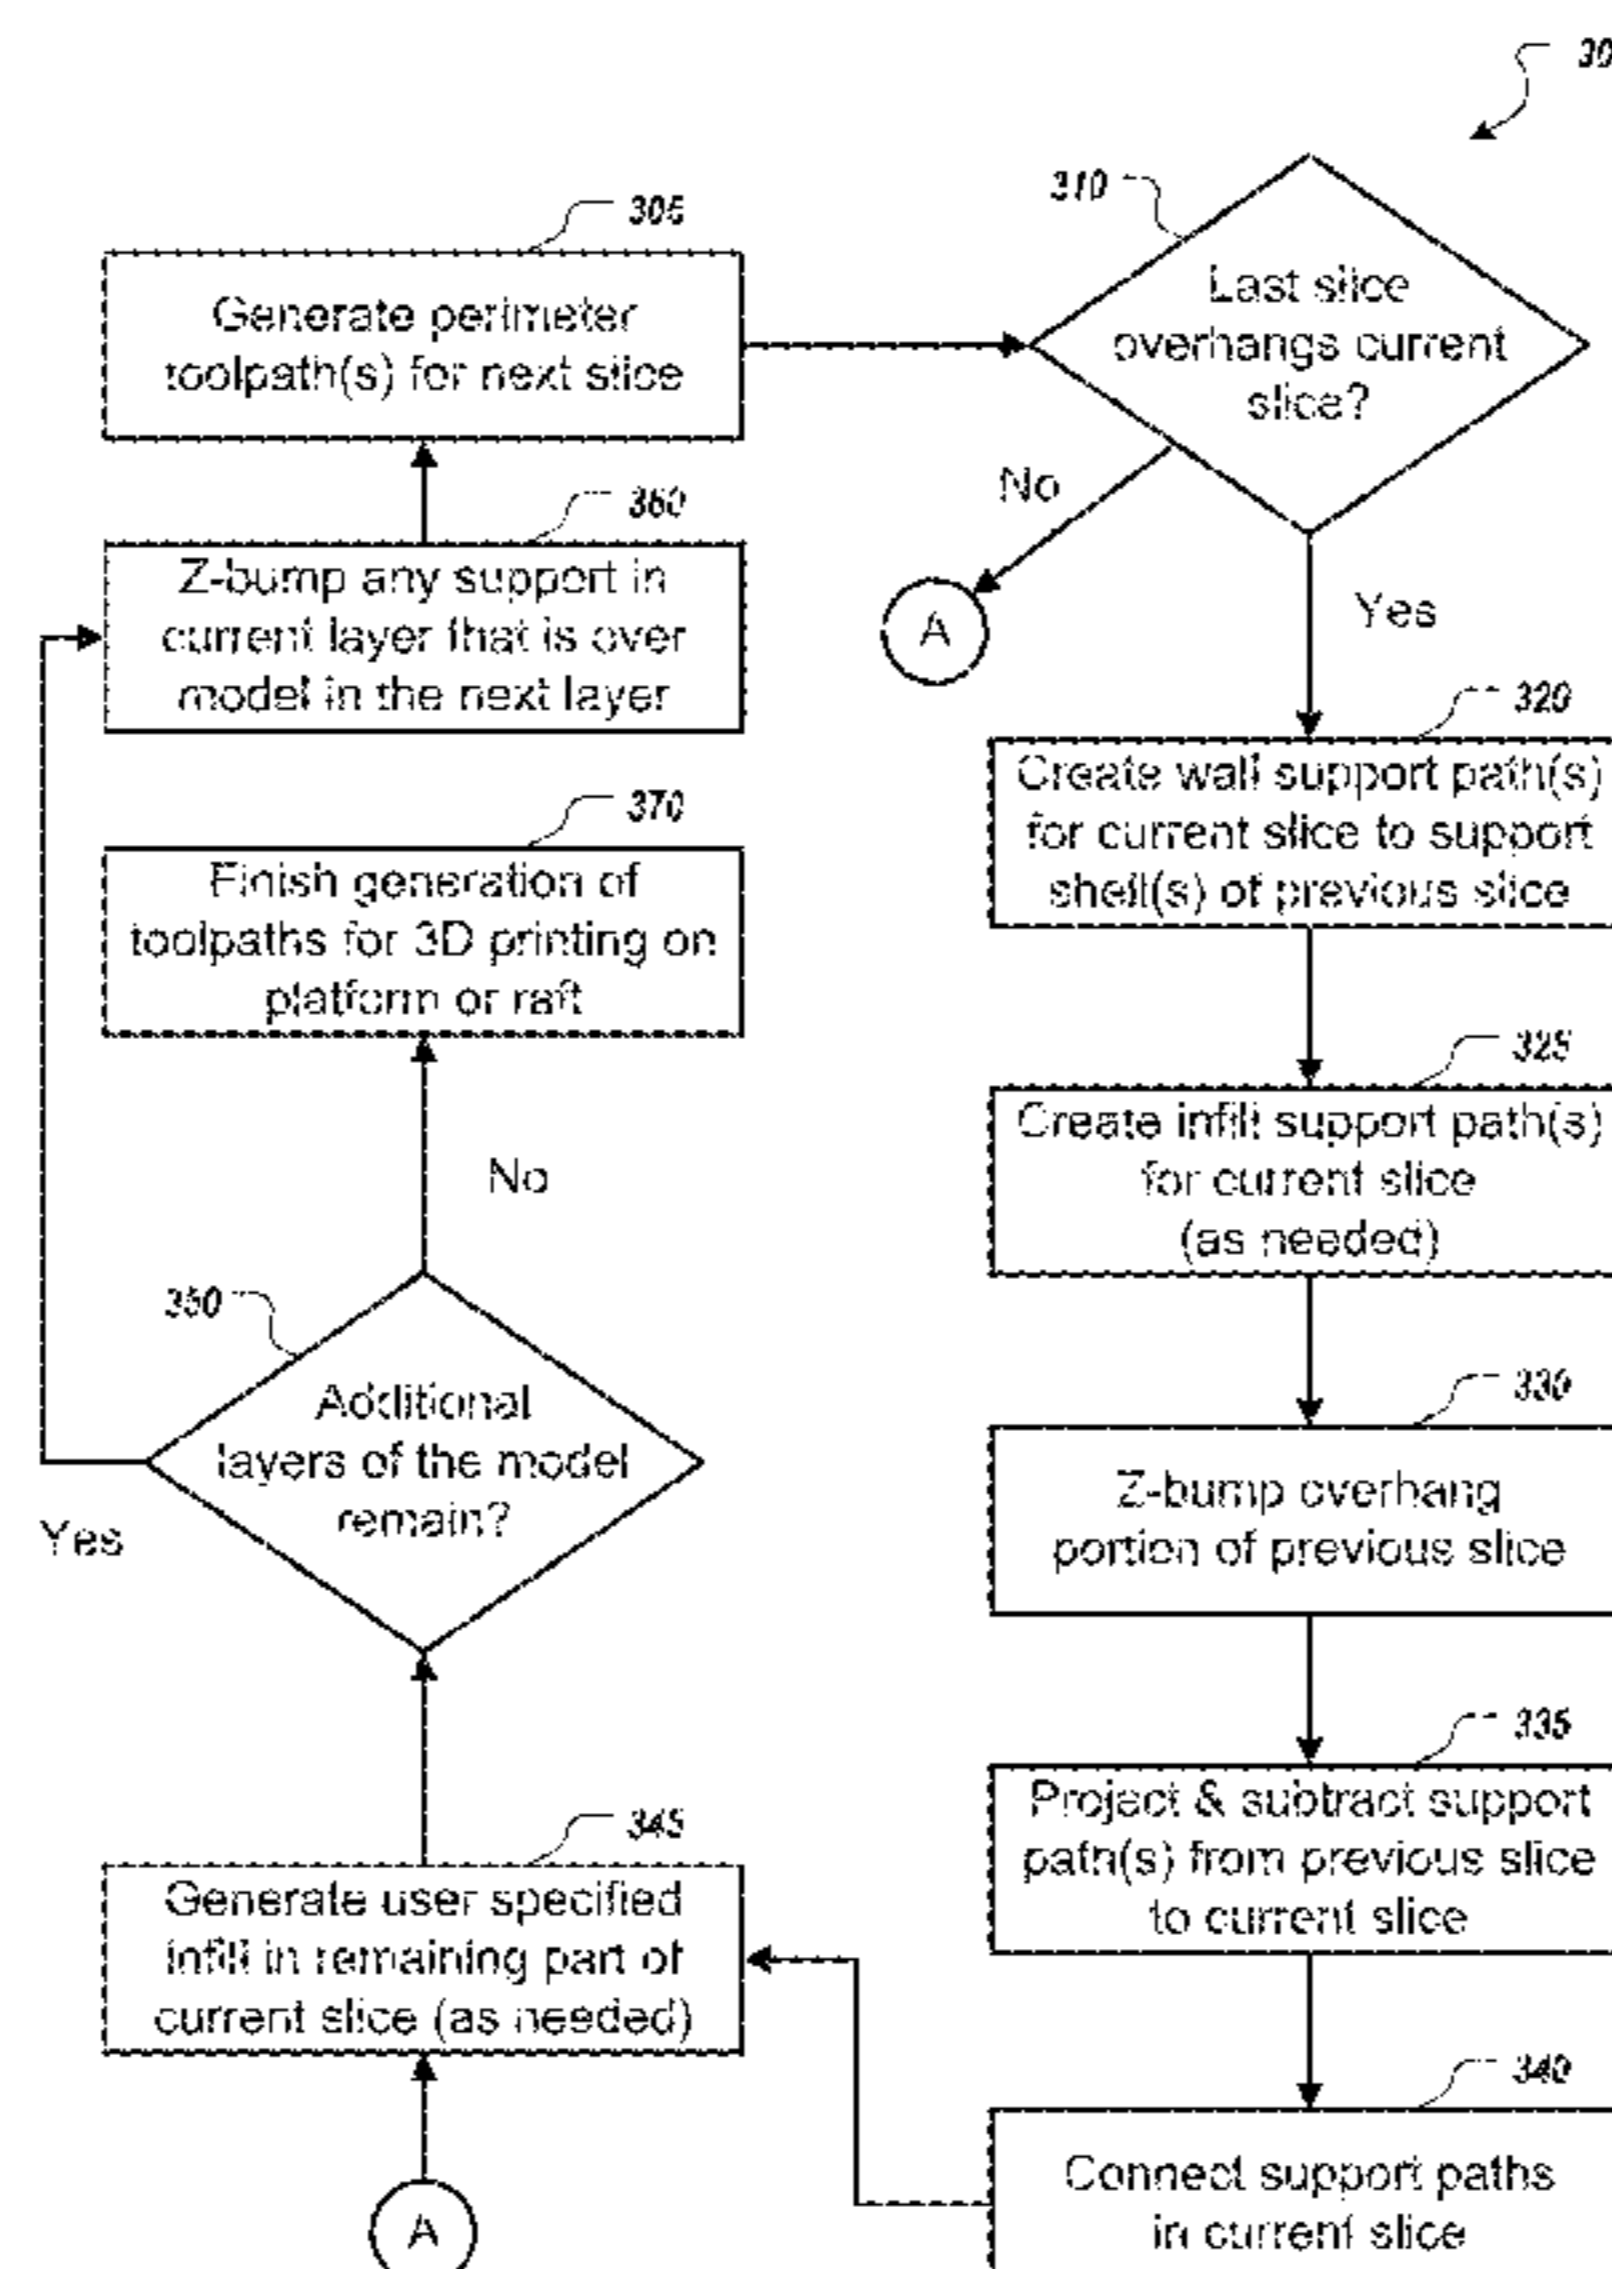 30
305
Generate perimeter
toolpath(s) for next slice
310
Last slice
overhangs current
slice?
No
A
Yes
360
Z-bump any support in
current layer that is over
model in the next layer
320
Create wall support path(s)
for current slice to support
shell(s) of previous slice
370
Finish generation of
toolpaths for 3D printing on
platform or raft
325
Create infill support path(s)
for current slice
(as needed)
No
350
Additional
layers of the model
remain?
Yes
330
Z-bump overhang
portion of previous slice
335
Project & subtract support
path(s) from previous slice
to current slice
345
Generate user specified
infill in remaining part of
current slice (as needed)
340
Connect support paths
in current slice
A